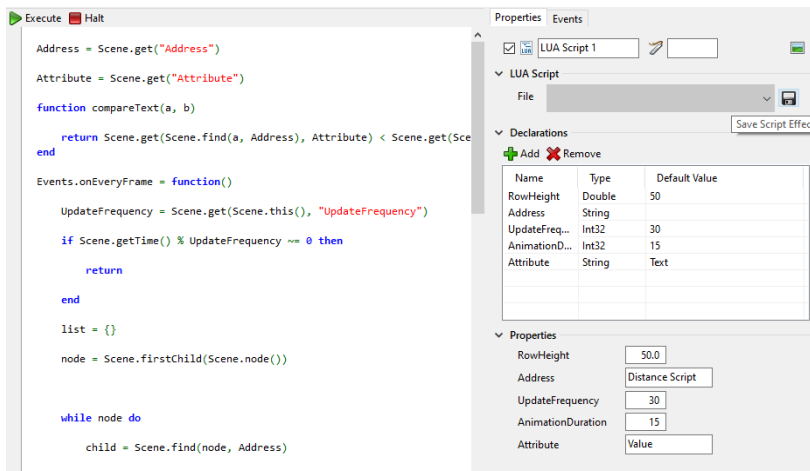 Execute Halt
Address = Scene.get("Address")
Attribute = Scene.get("Attribute")
function compareText(a, b)
return Scene.get(Scene.find(a, Address), Attribute) < Scene.get(Sce
end
Events.onEveryFrame = function()
UpdateFrequency = Scene.get(Scene.this(), "UpdateFrequency")
if Scene.getTime() % UpdateFrequency ~= 0 then
return
end
list = {}
node = Scene.firstChild(Scene.node())
while node do
child = Scene.find(node, Address)
Properties Events
LUA Script 1
LUA Script
File
Save Script Effec
Declarations
Add Remove
Name Type Default Value
RowHeight Double 50
Address String
UpdateFreq... Int32 30
AnimationD... Int32 15
Attribute String Text
Properties
RowHeight 50.0
Address Distance Script
UpdateFrequency 30
AnimationDuration 15
Attribute Value